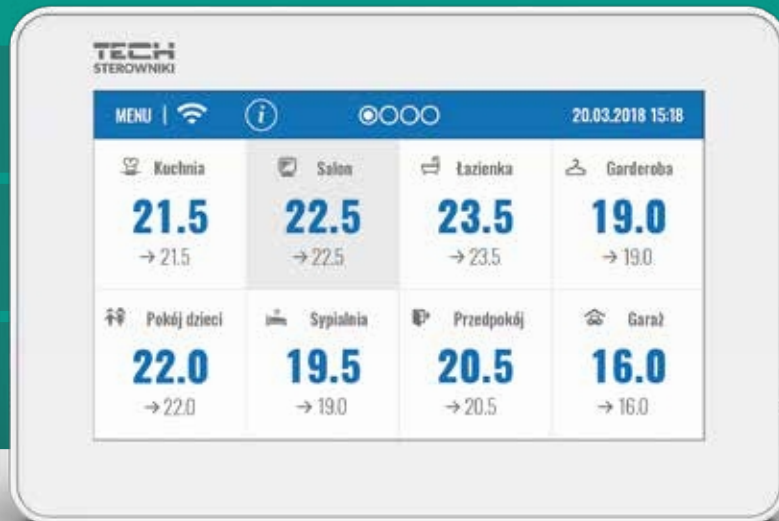 TECH
STEROWNIKI
MENU | i 20.03.2018 15:18
Kuchnia Salon Łazienka Garderoba
21.5 22.5 23.5 19.0
→ 21.5 → 22.5 → 23.5 → 19.0
Pokój dzieci Sypialnia Przedpokój Garaż
22.0 19.5 20.5 16.0
→ 22.0 → 19.0 → 20.5 → 16.0